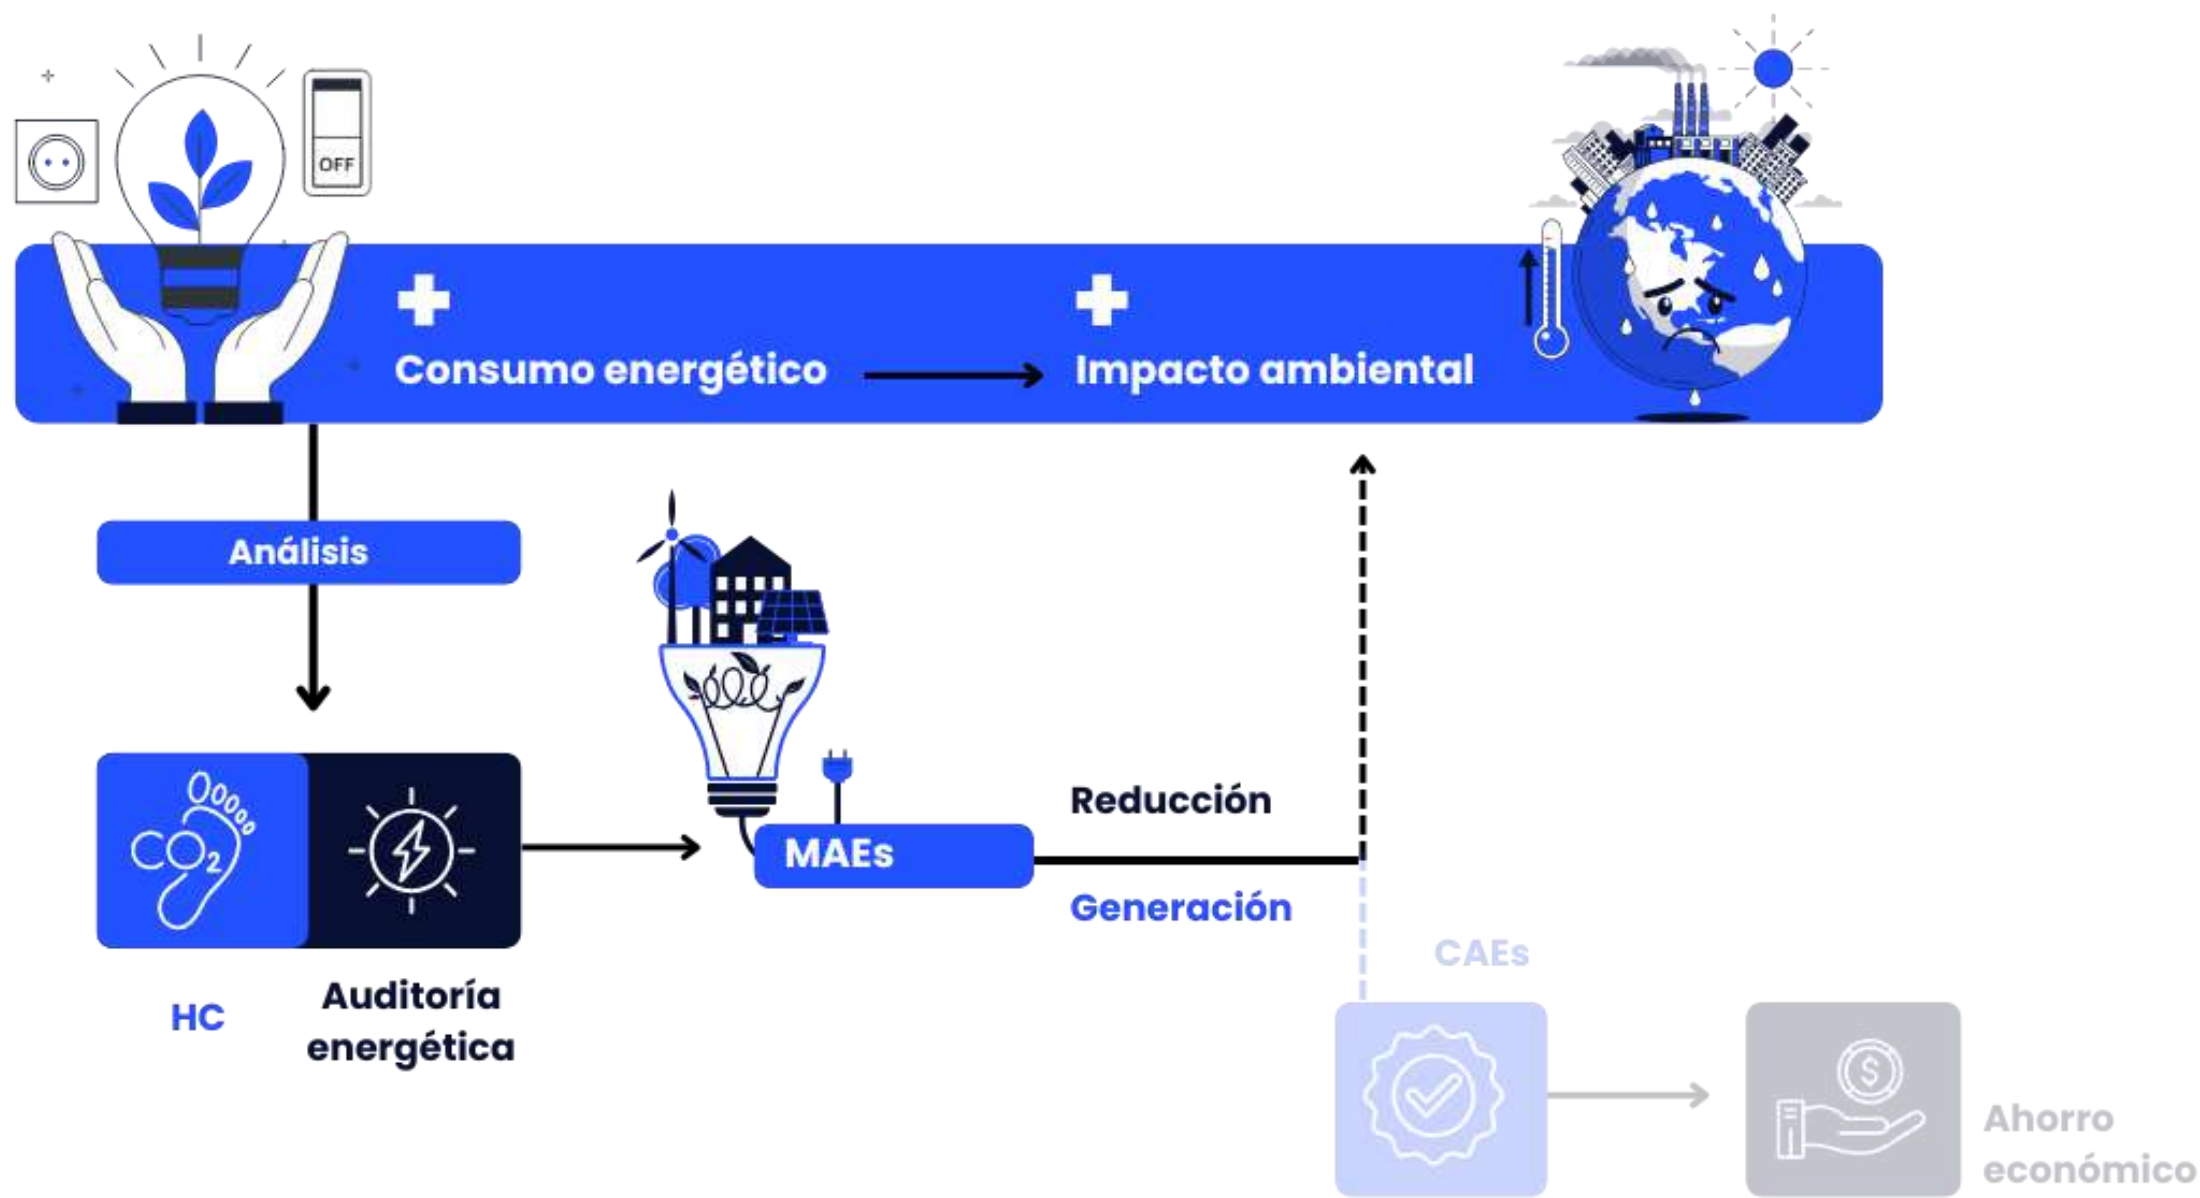 OFF
Consumo energético
Impacto ambiental
Análisis
CO2
HC
Auditoría
energética
MAEs
Reducción
Generación
CAEs
$
Ahorro
económico